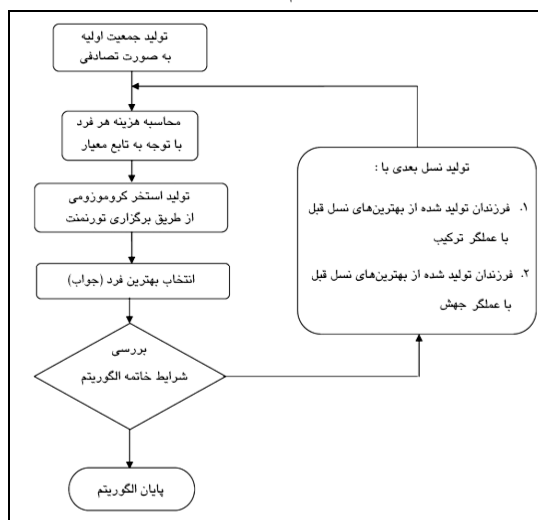 تولید جمعیت اولیه
به صورت تصادفی
محاسبه هزینه هر فرد
با توجه به تابع معیار
تولید استخر کروموزومی
از طریق برگزاری تورنمنت
انتخاب بهترین فرد (جواب)
بررسی
شرایط خاتمه الگوریتم
پایان الگوریتم
تولید نسل بعدی با :
۱. فرزندان تولید شده از بهترین‌های نسل قبل
با عملگر ترکیب
۲. فرزندان تولید شده از بهترین‌های نسل قبل
با عملگر جهش